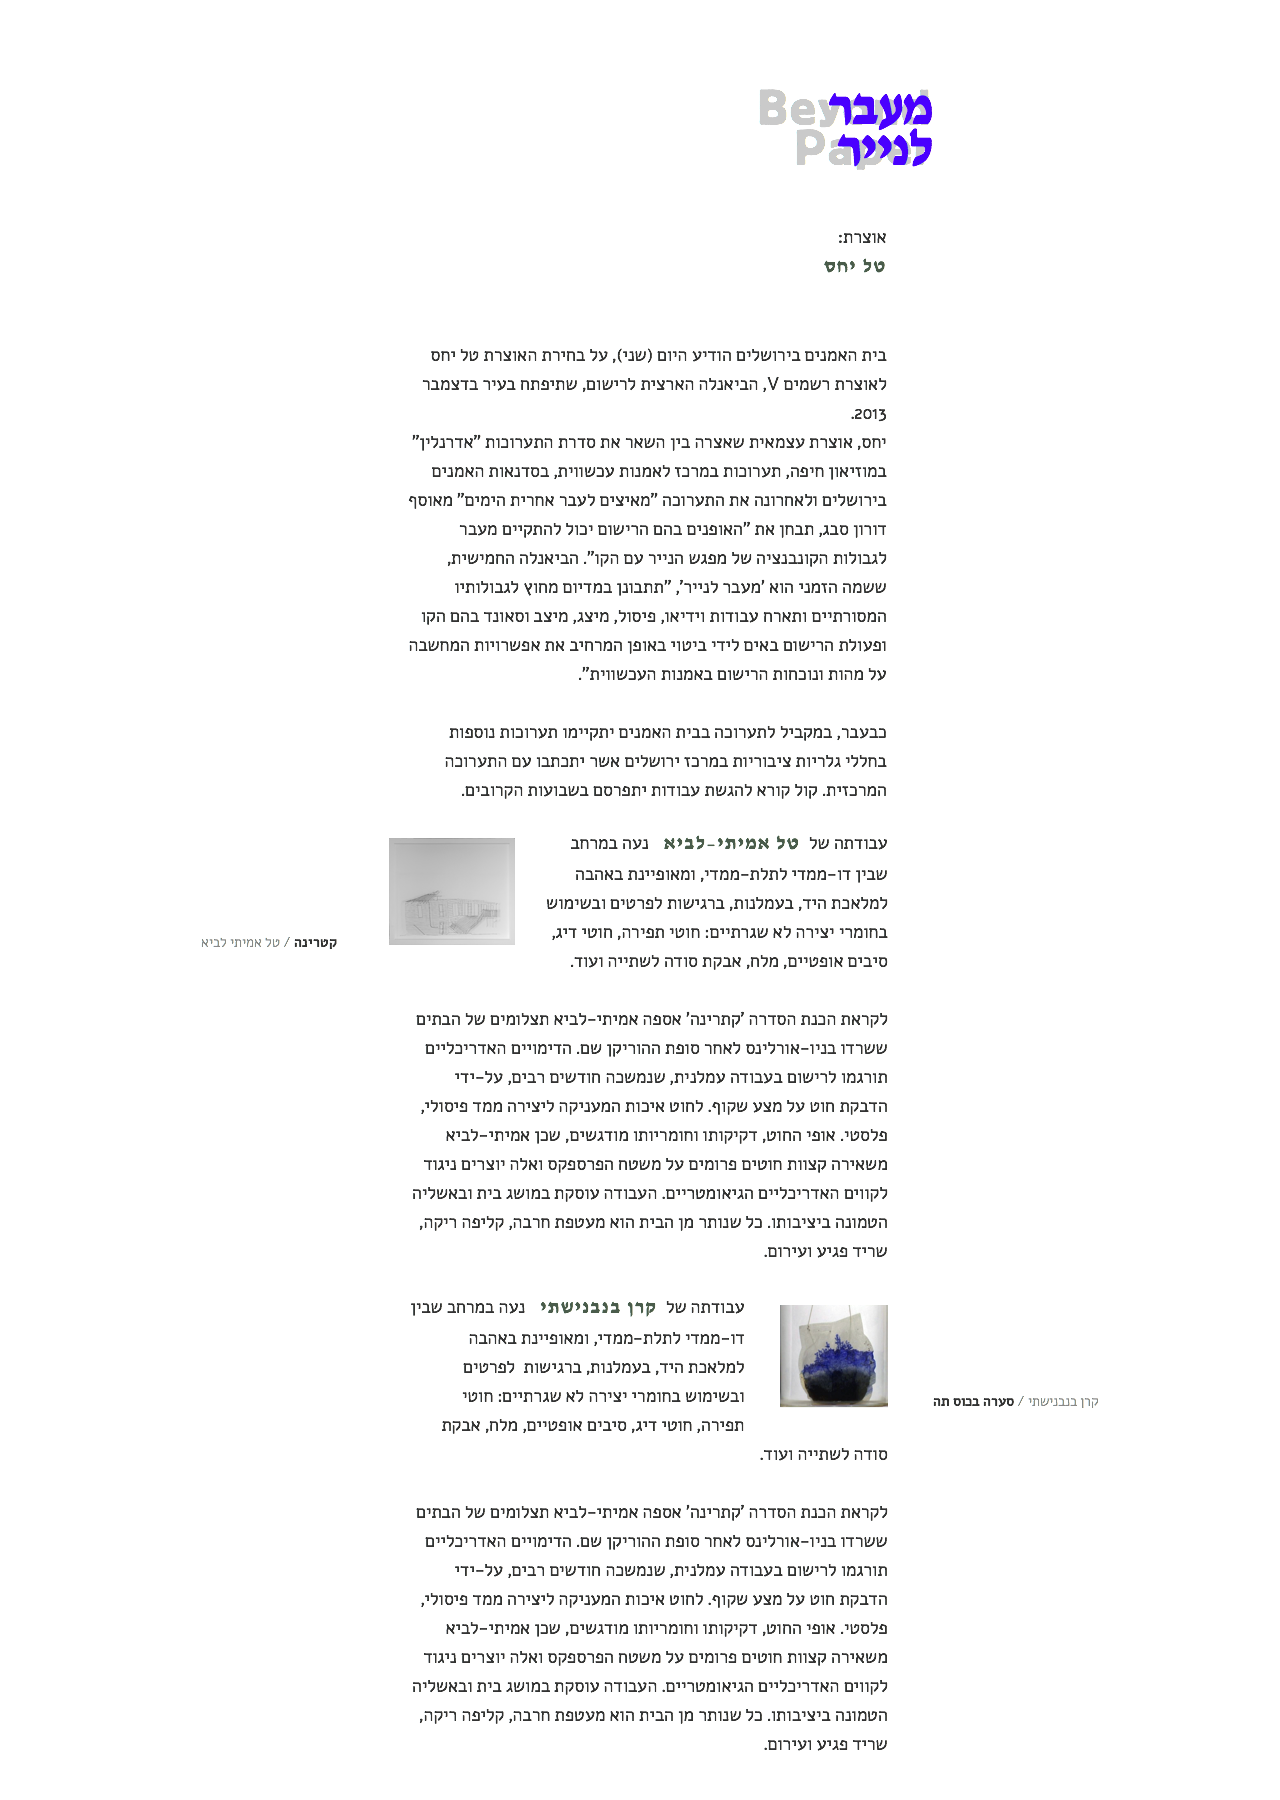 מעבר
לנייר
Beyond
Paper
אוצרת:
טל יחס
בית האמנים בירושלים הודיע היום (שני), על בחירת האוצרת טל יחס
לאוצרת רשמים V, הביאנלה הארצית לרישום, שתיפתח בעיר בדצמבר
2013.
יחס, אוצרת עצמאית שאצרה בין השאר את סדרת התערוכות "אדרנלין"
במוזיאון חיפה, תערוכות במרכז לאמנות עכשווית, בסדנאות האמנים
בירושלים ולאחרונה את התערוכה "מאיצים לעבר אחרית הימים" מאוסף
דורון סבג, תבחן את "האופנים בהם הרישום יכול להתקיים מעבר
לגבולות הקונבנציה של מפגש הנייר עם הקו". הביאנלה החמישית,
ששמה הזמני הוא 'מעבר לנייר', "תתבונן במדיום מחוץ לגבולותיו
המסורתיים ותארח עבודות וידיאו, פיסול, מיצג, מיצב וסאונד בהם הקו
ופעולת הרישום באים לידי ביטוי באופן המרחיב את אפשרויות המחשבה
על מהות ונוכחות הרישום באמנות העכשווית".
כבעבר, במקביל לתערוכה בבית האמנים יתקיימו תערוכות נוספות
בחללי גלריות ציבוריות במרכז ירושלים אשר יתכתבו עם התערוכה
המרכזית. קול קורא להגשת עבודות יתפרסם בשבועות הקרובים.
עבודתה של טל אמיתי-לביא נעה במרחב
שבין דו-ממדי לתלת-ממדי, ומאופיינת באהבה
למלאכת היד, בעמלנות, ברגישות לפרטים ובשימוש
בחומרי יצירה לא שגרתיים: חוטי תפירה, חוטי דיג,
סיבים אופטיים, מלח, אבקת סודה לשתייה ועוד.
קטרינה / טל אמיתי לביא
לקראת הכנת הסדרה 'קתרינה' אספה אמיתי-לביא תצלומים של הבתים
ששרדו בניו-אורלינס לאחר סופת ההוריקן שם. הדימויים האדריכליים
תורגמו לרישום בעבודה עמלנית, שנמשכה חודשים רבים, על-ידי
הדבקת חוט על מצע שקוף. לחוט איכות המעניקה ליצירה ממד פיסולי,
פלסטי. אופי החוט, דקיקותו וחומריותו מודגשים, שכן אמיתי-לביא
משאירה קצוות חוטים פרומים על משטח הפרספקס ואלה יוצרים ניגוד
לקווים האדריכליים הגיאומטריים. העבודה עוסקת במושג בית ובאשליה
הטמונה ביציבותו. כל שנותר מן הבית הוא מעטפת חרבה, קליפה ריקה,
שריד פגיע ועירום.
עבודתה של קרן בנבנישתי נעה במרחב שבין
דו-ממדי לתלת-ממדי, ומאופיינת באהבה
למלאכת היד, בעמלנות, ברגישות לפרטים
ובשימוש בחומרי יצירה לא שגרתיים: חוטי
תפירה, חוטי דיג, סיבים אופטיים, מלח, אבקת
סודה לשתייה ועוד.
קרן בנבנישתי / סערה בכוס תה
לקראת הכנת הסדרה 'קתרינה' אספה אמיתי-לביא תצלומים של הבתים
ששרדו בניו-אורלינס לאחר סופת ההוריקן שם. הדימויים האדריכליים
תורגמו לרישום בעבודה עמלנית, שנמשכה חודשים רבים, על-ידי
הדבקת חוט על מצע שקוף. לחוט איכות המעניקה ליצירה ממד פיסולי,
פלסטי. אופי החוט, דקיקותו וחומריותו מודגשים, שכן אמיתי-לביא
משאירה קצוות חוטים פרומים על משטח הפרספקס ואלה יוצרים ניגוד
לקווים האדריכליים הגיאומטריים. העבודה עוסקת במושג בית ובאשליה
הטמונה ביציבותו. כל שנותר מן הבית הוא מעטפת חרבה, קליפה ריקה,
שריד פגיע ועירום.